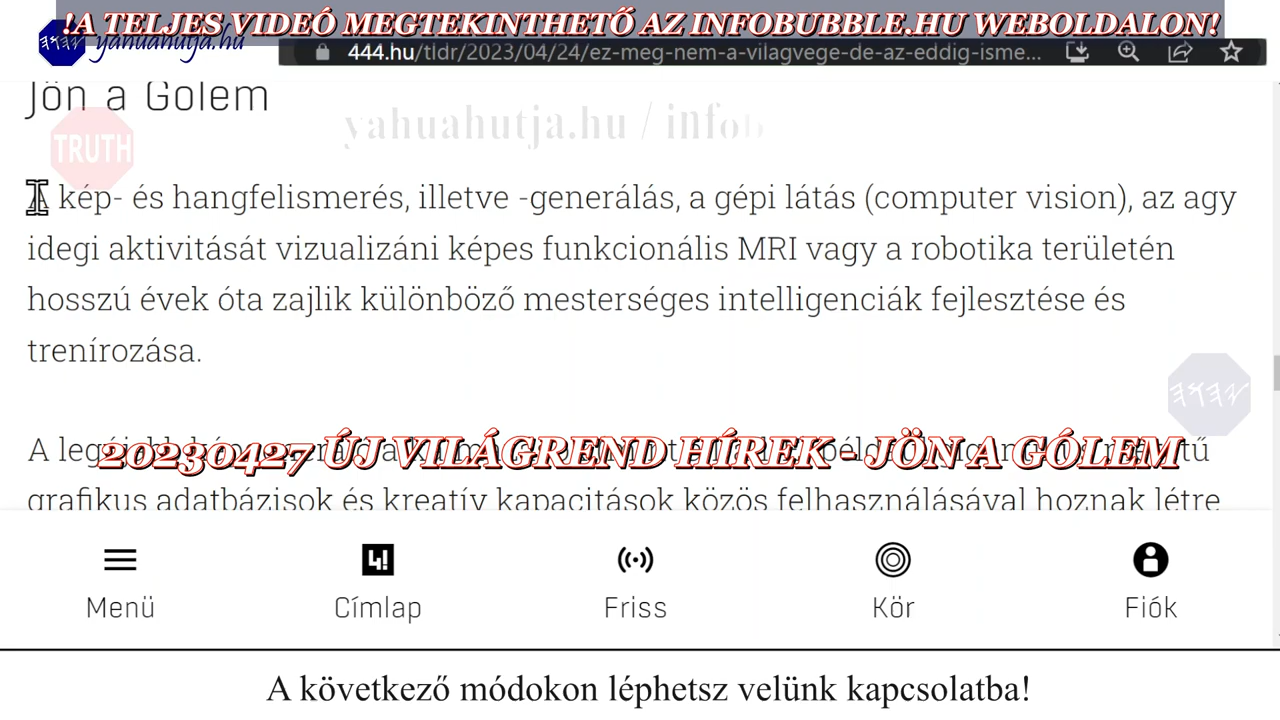 !A TELJES VIDEÓ MEGTEKINTHETŐ AZ INFOBUBBLE.HU WEBOLDALON!
yahuahutja.hu
444.hu/tldr/2023/04/24/ez-meg-nem-a-vilagvege-de-az-eddig-isme...
Jön a Gólem
yahuahutja.hu / infob
TRUTH
A kép- és hangfelismerés, illetve -generálás, a gépi látás (computer vision), az agy
idegi aktivitását vizualizáni képes funkcionális MRI vagy a robotika területén
hosszú évek óta zajlik különböző mesterséges intelligenciák fejlesztése és
trenírozása.
𐤉𐤄𐤅𐤄
A
20230427 ÚJ VILÁGREND HÍREK - JÖN A GÓLEM
grafikus adatbázisok és kreatív kapacitások közös felhasználásával hoznak létre
Menü
Címlap
Friss
Kör
Fiók
A következő módokon léphetsz velünk kapcsolatba!